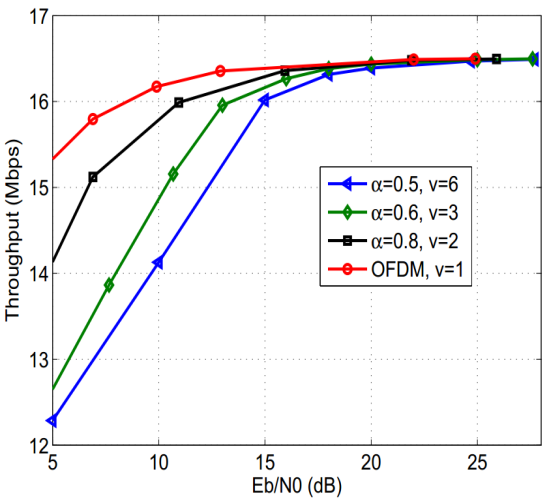 17
16
15
14
13
12
Throughput (Mbps)
α=0.5, v=6
α=0.6, v=3
α=0.8, v=2
OFDM, v=1
5
10
15
20
25
Eb/N0 (dB)